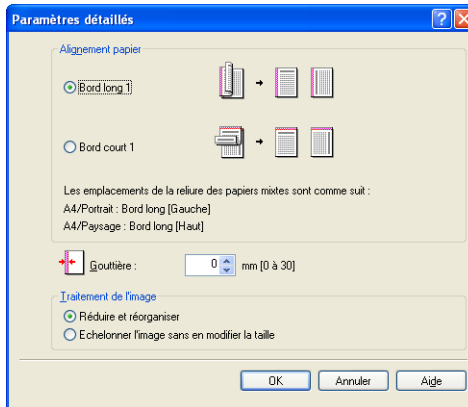 Paramètres détaillés
Alignement papier
Bord long 1
Bord court 1
Les emplacements de la reliure des papiers mixtes sont comme suit :
A4/Portrait : Bord long [Gauche]
A4/Paysage : Bord long [Haut]
Gouttière : 0 mm [0 à 30]
Traitement de l'image
Réduire et réorganiser
Echelonner l'image sans en modifier la taille
OK Annuler Aide